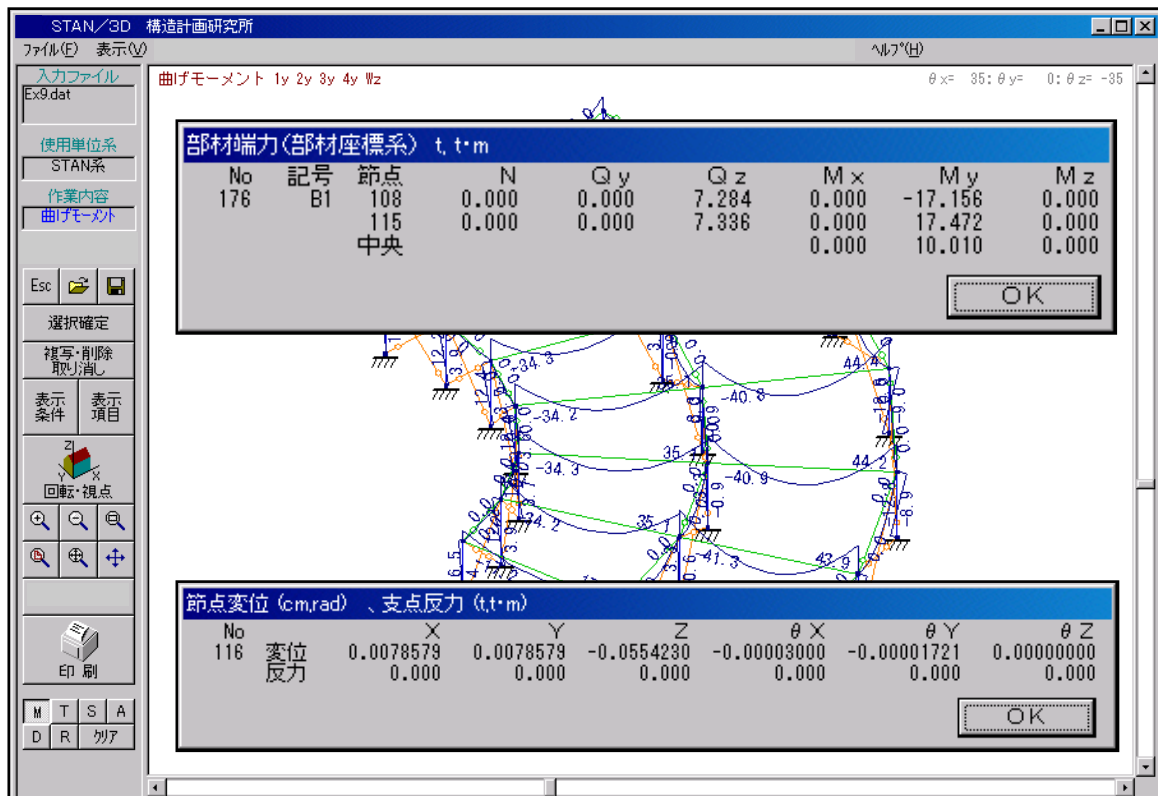 STAN／3D 構造計画研究所
ファイル(F) 表示(V) ヘルプ(H)
入力ファイル
Ex9.dat
使用単位系
STAN系
作業内容
曲げモーメント
Esc
選択確定
複写・削除
取り消し
表示 表示
条件 項目
Z
Y X
回転・視点
印 刷
M T S A
D R クリア
曲げモーメント 1y 2y 3y 4y Wz θx= 35:θy= 0:θz= -35
部材端力(部材座標系) t, t・m
No 記号 節点 N Qy Qz Mx My Mz
176 B1 108 0.000 0.000 7.284 0.000 -17.156 0.000
115 0.000 0.000 7.336 0.000 17.472 0.000
中央 0.000 10.010 0.000
OK
-34.3 44.4
-34.2 -40.8
-34.3 35. 44.2
-40.9
-34.2 35.1
-41.3 43.9
節点変位 (cm,rad) 、支点反力 (t,t・m)
No X Y Z θX θY θZ
116 変位 0.0078579 0.0078579 -0.0554230 -0.00003000 -0.00001721 0.00000000
反力 0.000 0.000 0.000 0.000 0.000 0.000
OK